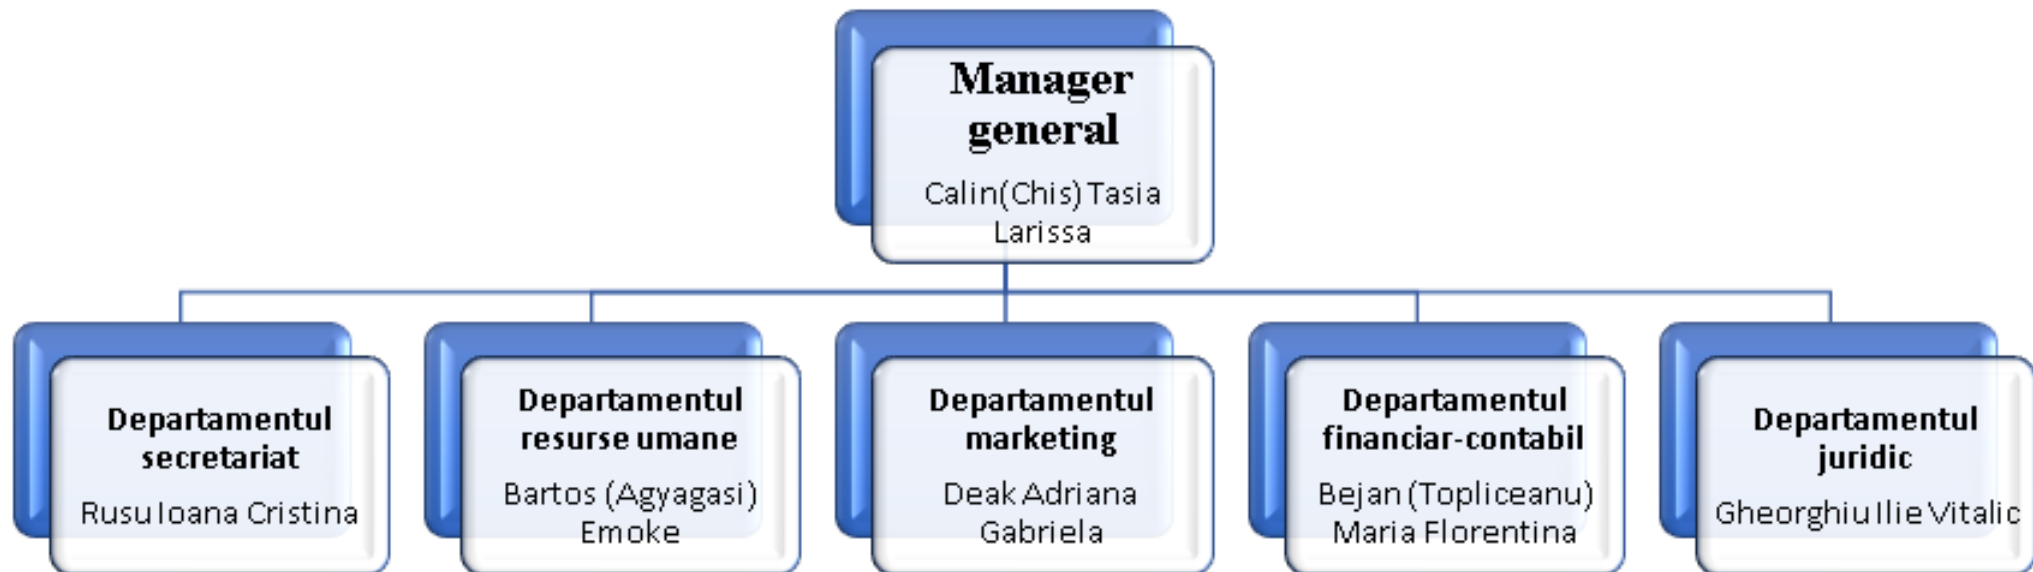 Manager
general
Calin(Chis) Tasia
Larissa
Departamentul
secretariat
Rusu Ioana Cristina
Departamentul
resurse umane
Bartos (Agyagasi)
Emoke
Departamentul
marketing
Deak Adriana
Gabriela
Departamentul
financiar-contabil
Bejan (Topliceanu)
Maria Florentina
Departamentul
juridic
Gheorghiu Ilie Vitalic